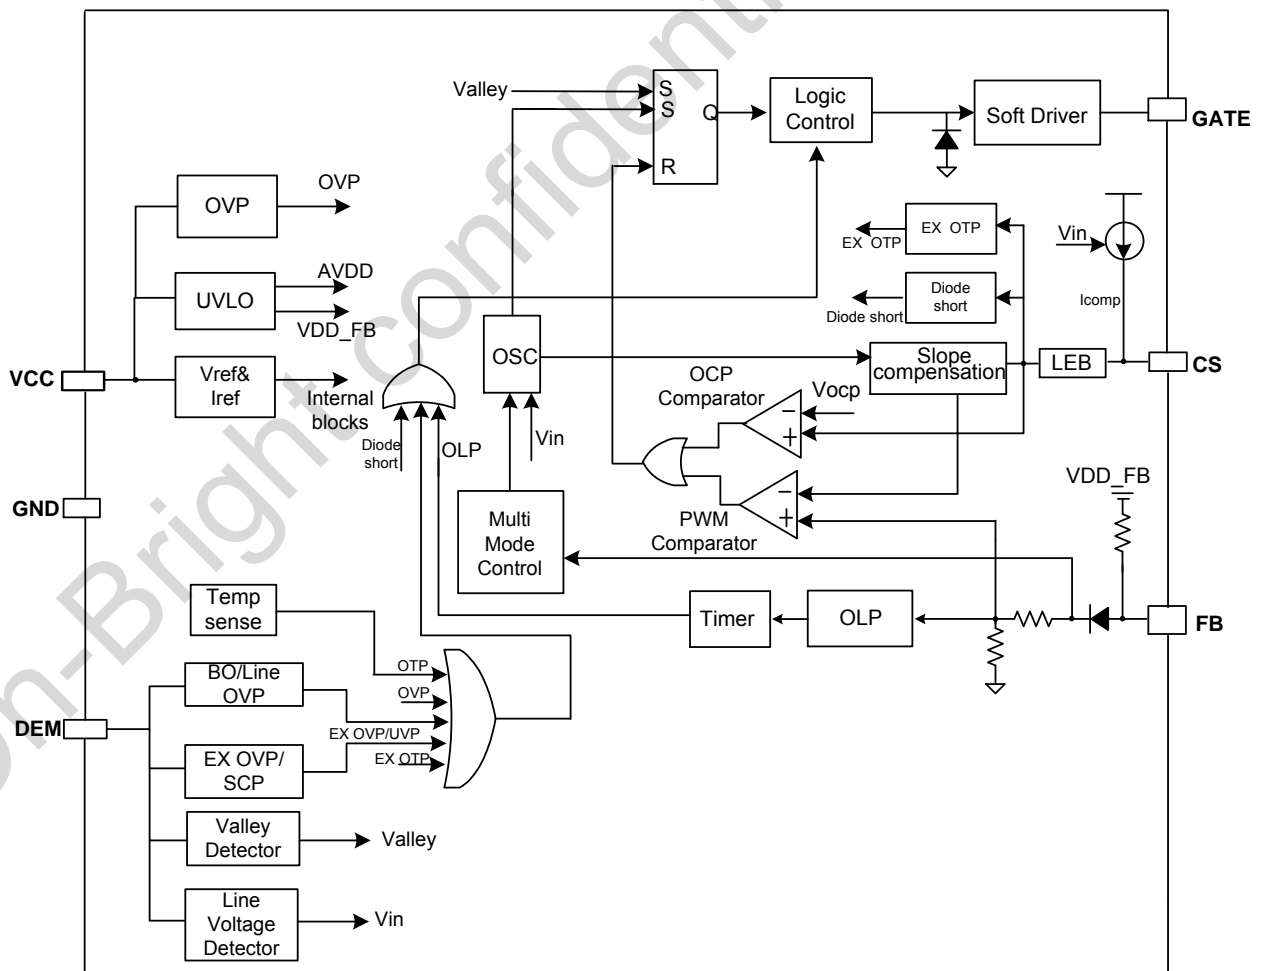 on-Bright confidenti
Valley
S
S
Q
R
Logic
Control
Soft Driver
GATE
OVP
OVP
EX OTP
EX OTP
Vin
UVLO
AVDD
VDD_FB
Diode
short
Diode short
Icomp
VCC
Vref&
Iref
Internal
blocks
OSC
Slope
compensation
LEB
CS
OCP
Comparator
Vocp
−
+
Diode
short
OLP
Vin
GND
Multi
Mode
Control
−
+
PWM
Comparator
VDD_FB
Temp
sense
Timer
OLP
FB
OTP
BO/Line
OVP
OVP
DEM
EX OVP/UVP
EX OVP/
SCP
EX OTP
Valley
Detector
Valley
Line
Voltage
Detector
Vin